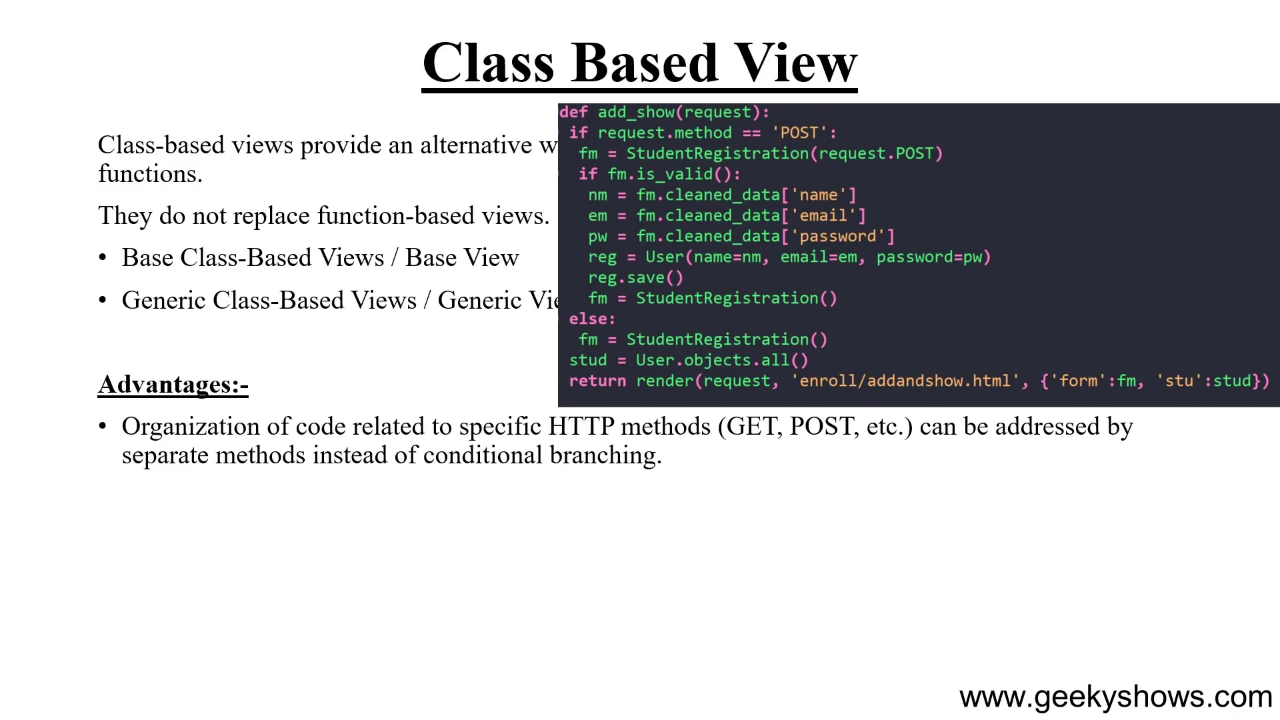 Class Based View
Class-based views provide an alternative w
functions.
They do not replace function-based views.
• Base Class-Based Views / Base View
• Generic Class-Based Views / Generic Vie
def add_show(request):
if request.method == 'POST':
fm = StudentRegistration(request.POST)
if fm.is_valid():
nm = fm.cleaned_data['name']
em = fm.cleaned_data['email']
pw = fm.cleaned_data['password']
reg = User(name=nm, email=em, password=pw)
reg.save()
fm = StudentRegistration()
else:
fm = StudentRegistration()
stud = User.objects.all()
return render(request, 'enroll/addandshow.html', {'form':fm, 'stu':stud})
Advantages:-
• Organization of code related to specific HTTP methods (GET, POST, etc.) can be addressed by
separate methods instead of conditional branching.
www.geekyshows.com